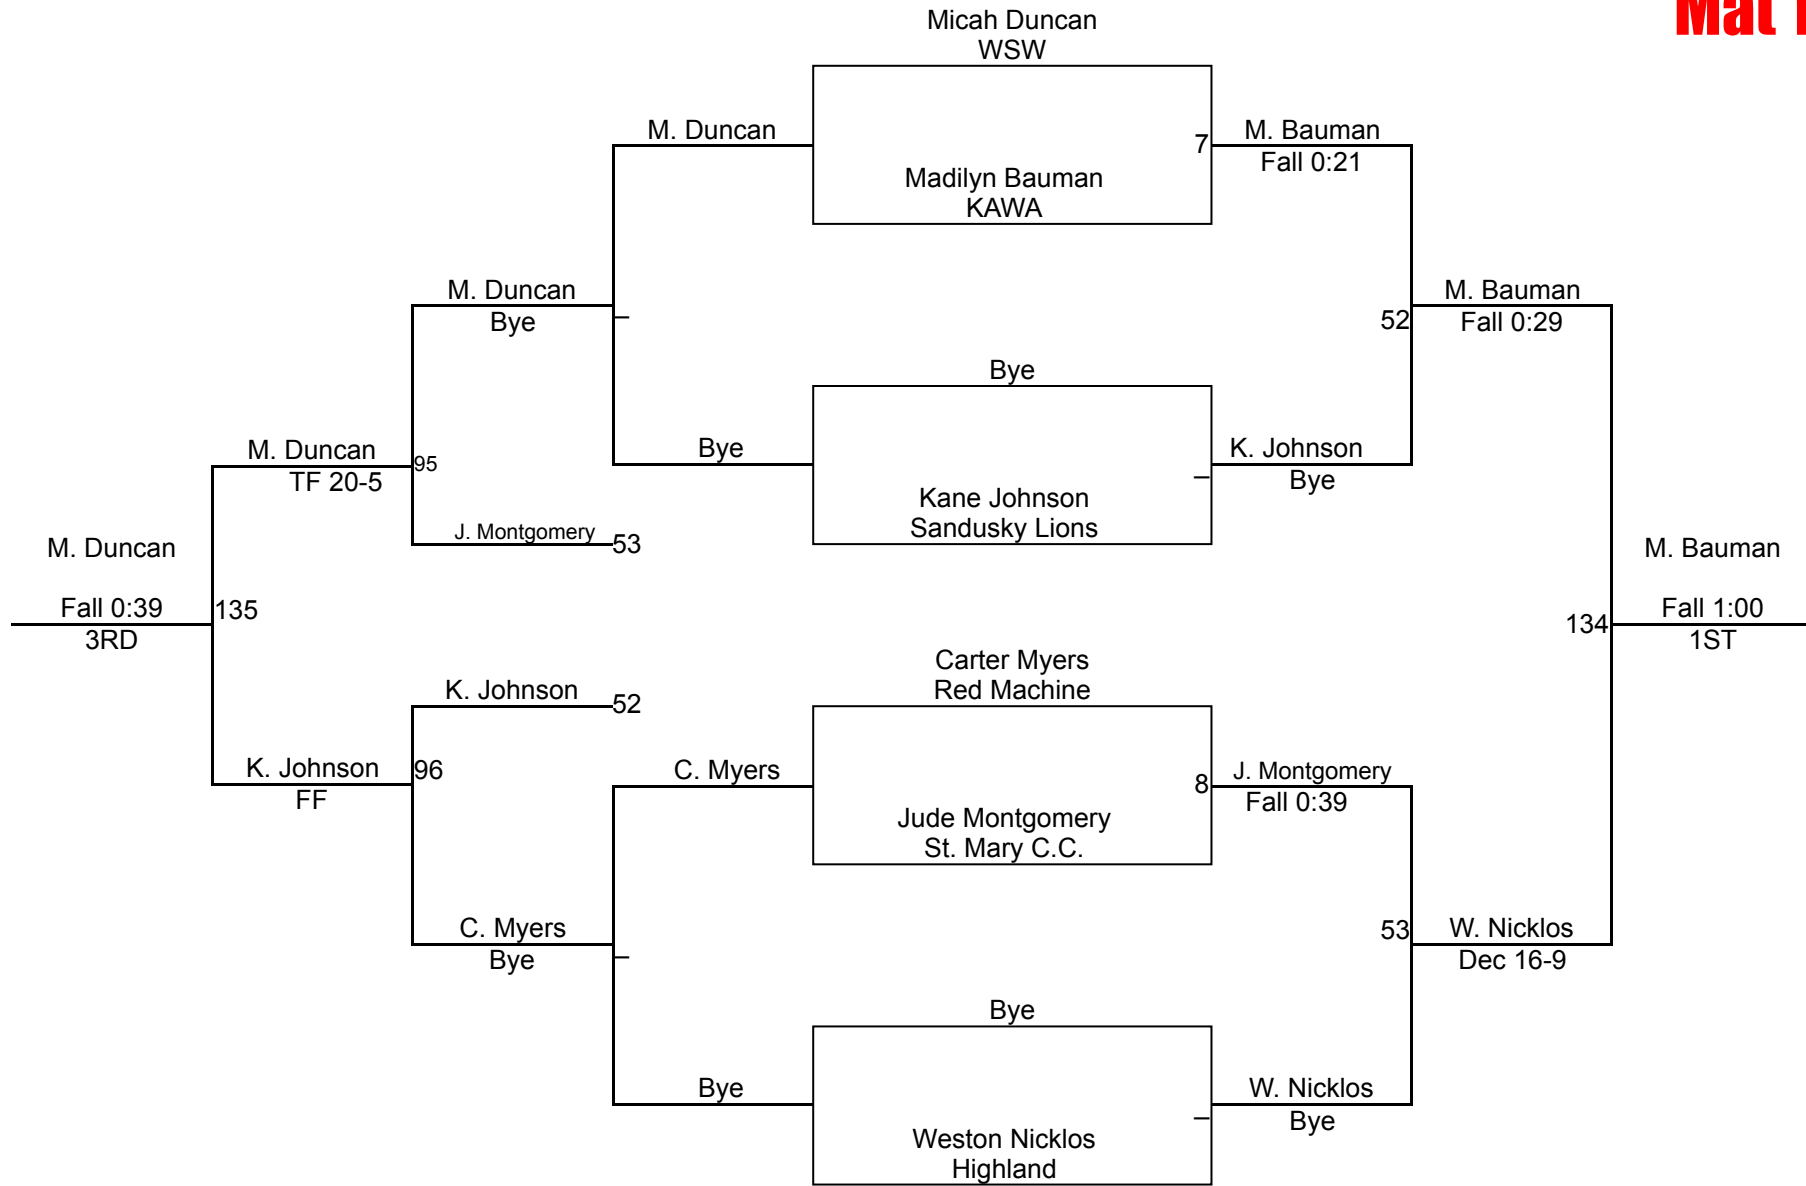 Mat
Micah Duncan
WSW
M. Duncan
7
M. Bauman
Fall 0:21
Madilyn Bauman
KAWA
M. Duncan
Bye
M. Bauman
Fall 0:29
52
Bye
Bye
K. Johnson
Bye
Kane Johnson
Sandusky Lions
M. Duncan
TF 20-5
95
J. Montgomery
53
M. Duncan
Fall 0:39
3RD
135
M. Bauman
Fall 1:00
1ST
134
Carter Myers
Red Machine
K. Johnson
52
K. Johnson
FF
96
C. Myers
8
J. Montgomery
Fall 0:39
Jude Montgomery
St. Mary C.C.
C. Myers
Bye
53
W. Nicklos
Dec 16-9
Bye
Bye
W. Nicklos
Bye
Weston Nicklos
Highland